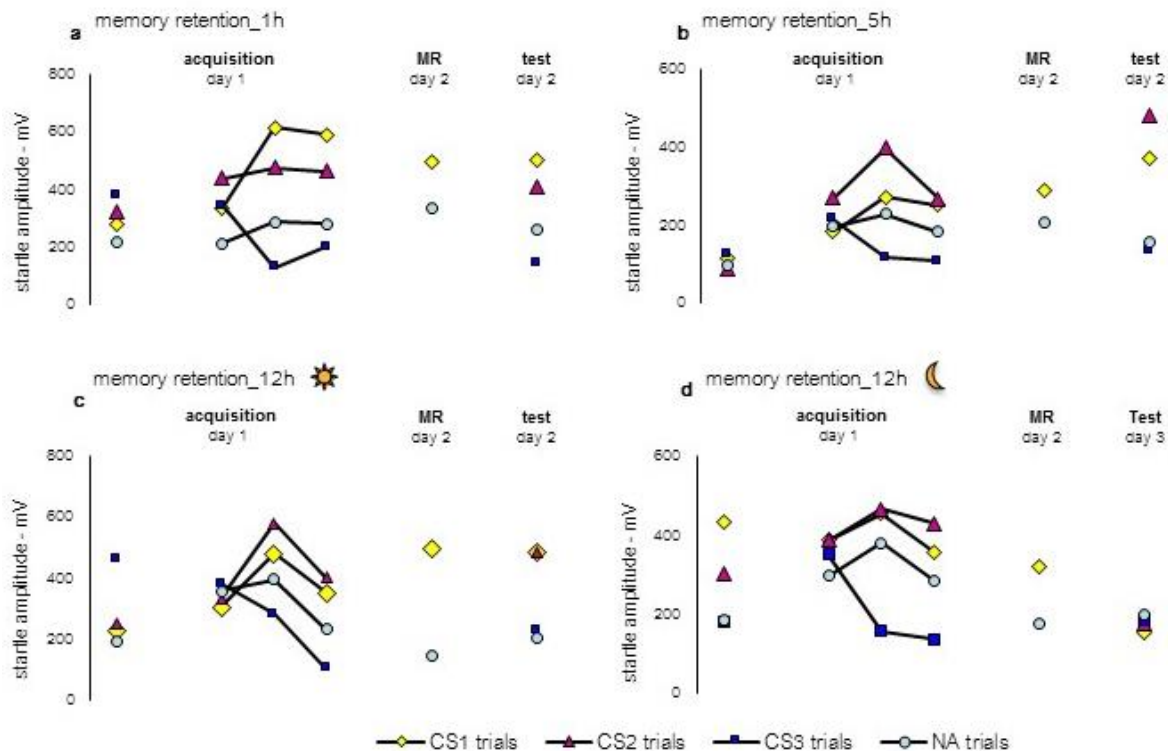 a memory retention_1h
acquisition MR test
day 1 day 2 day 2
800
600
400
200
0
startle amplitude - mV
b memory retention_5h
acquisition MR test
day 1 day 2 day 2
600
400
200
0
startle amplitude - mV
memory retention_12h
c
acquisition MR test
day 1 day 2 day 2
800
600
400
200
0
startle amplitude - mV
memory retention_12h
d
acquisition MR Test
day 1 day 2 day 3
600
400
200
0
startle amplitude - mV
CS1 trials CS2 trials CS3 trials NA trials